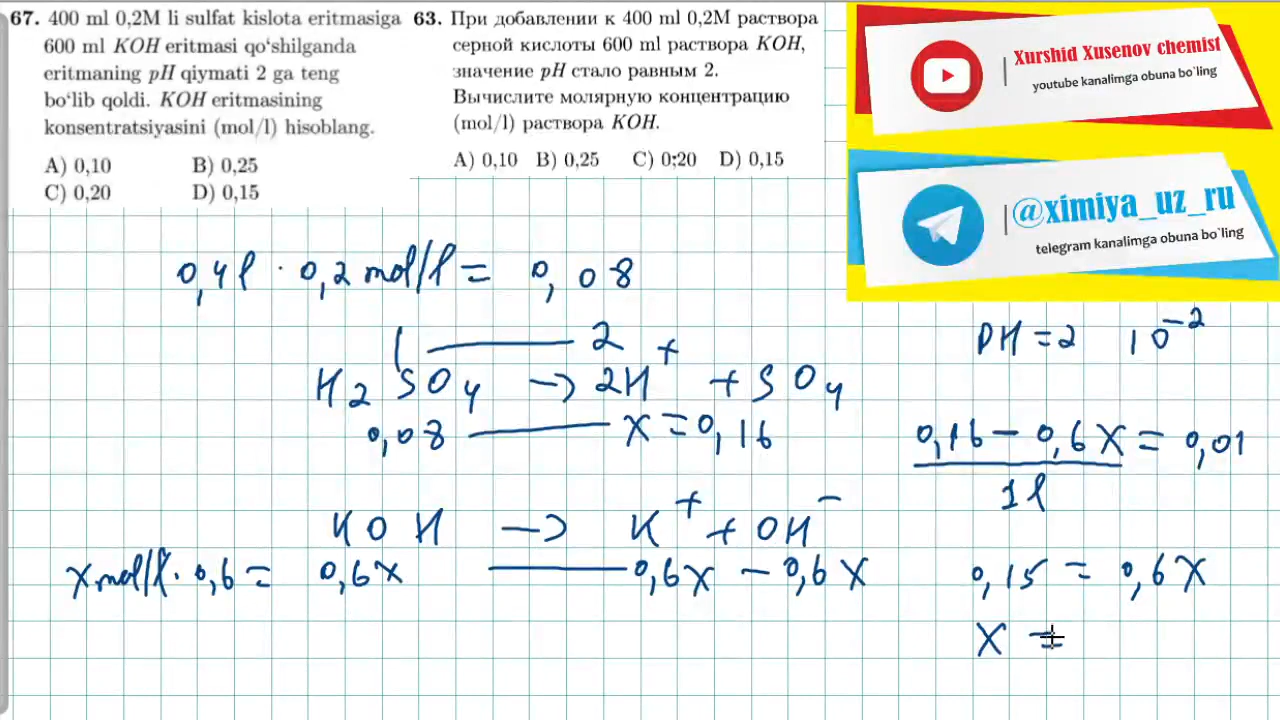 67. 400 ml 0,2M li sulfat kislota eritmasiga
600 ml KOH eritmasi qo‘shilganda
eritmaning pH qiymati 2 ga teng
bo‘lib qoldi. KOH eritmasining
konsentratsiyasini (mol/l) hisoblang.
A) 0,10 B) 0,25
C) 0,20 D) 0,15
63. При добавлении к 400 ml 0,2M раствора
серной кислоты 600 ml раствора KOH,
значение pH стало равным 2.
Вычислите молярную концентрацию
(mol/l) раствора KOH.
A) 0,10 B) 0,25 C) 0;20 D) 0,15
Xurshid Xusenov chemist
youtube kanalimga obuna bo`ling
@ximiya_uz_ru
telegram kanalimga obuna bo`ling
0,4l · 0,2 mol/l = 0,08
1 —— 2
H2SO4 → 2H+ + SO4
0,08 —— X = 0,16
KOH → K+ + OH-
x mol/l · 0,6 = 0,6x —— 0,6x - 0,6x
PH = 2 10-2
0,16 - 0,6x = 0,01
1l
0,15 = 0,6x
X =